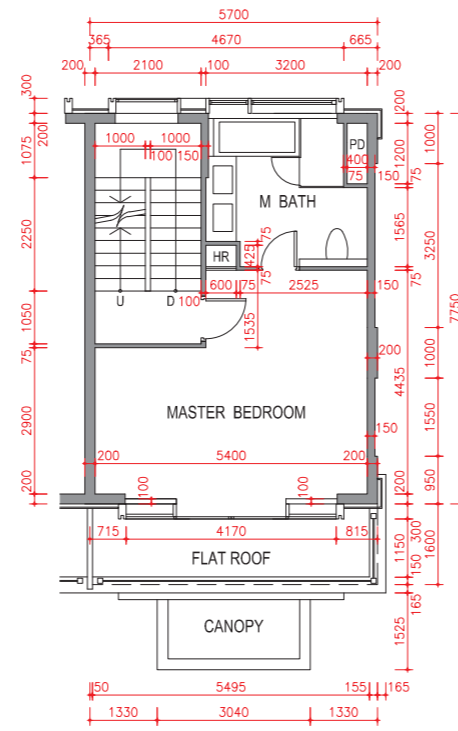 5700
365 4670 665
200 2100 100 3200 200
300
200
1075
2250
1050
75
2900
200
1000 1000
100 150
PD
400
75 150
200
1200
75
1565
75
4435
200
1000
3250
1000
1550
950
7750
M BATH
75
425
HR
75
600 75 2525 150
U D 100
1535
200
150
MASTER BEDROOM
200 5400 200
100 100
715 4170 815
300
1150
150
1600
165
1525
FLAT ROOF
CANOPY
50 5495 155 165
1330 3040 1330